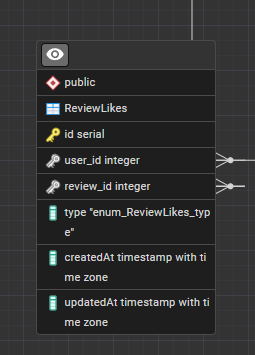 public
ReviewLikes
id serial
user_id integer
review_id integer
type "enum_ReviewLikes_typ
e"
createdAt timestamp with ti
me zone
updatedAt timestamp with ti
me zone